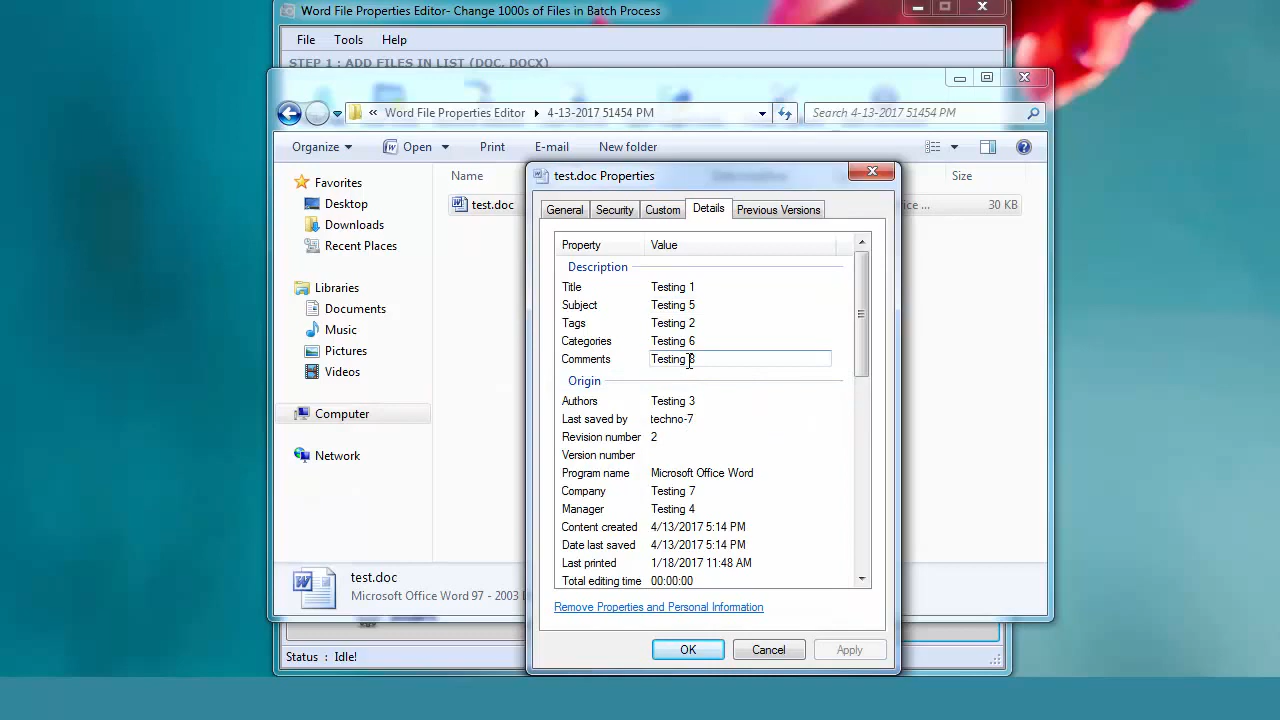 Word File Properties Editor- Change 1000s of Files in Batch Process
File Tools Help
STEP 1 : ADD FILES IN LIST (DOC, DOCX)
« Word File Properties Editor 4-13-2017 51454 PM Search 4-13-2017 51454 PM
Organize Open Print E-mail New folder
Name Size
Favorites
Desktop
Downloads
Recent Places
Libraries
Documents
Music
Pictures
Videos
Computer
Network
test.doc ice ... 30 KB
test.doc
Microsoft Office Word 97 - 2003
test.doc Properties
General Security Custom Details Previous Versions
Property Value
Description
Title Testing 1
Subject Testing 5
Tags Testing 2
Categories Testing 6
Comments Testing 8
Origin
Authors Testing 3
Last saved by techno-7
Revision number 2
Version number
Program name Microsoft Office Word
Company Testing 7
Manager Testing 4
Content created 4/13/2017 5:14 PM
Date last saved 4/13/2017 5:14 PM
Last printed 1/18/2017 11:48 AM
Total editing time 00:00:00
Remove Properties and Personal Information
OK Cancel Apply
Status : Idle!